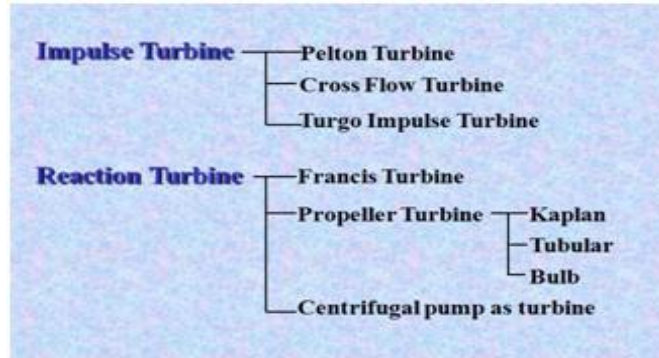 Impulse Turbine Pelton Turbine
Cross Flow Turbine
Turgo Impulse Turbine
Reaction Turbine Francis Turbine
Propeller Turbine Kaplan
Tubular
Bulb
Centrifugal pump as turbine